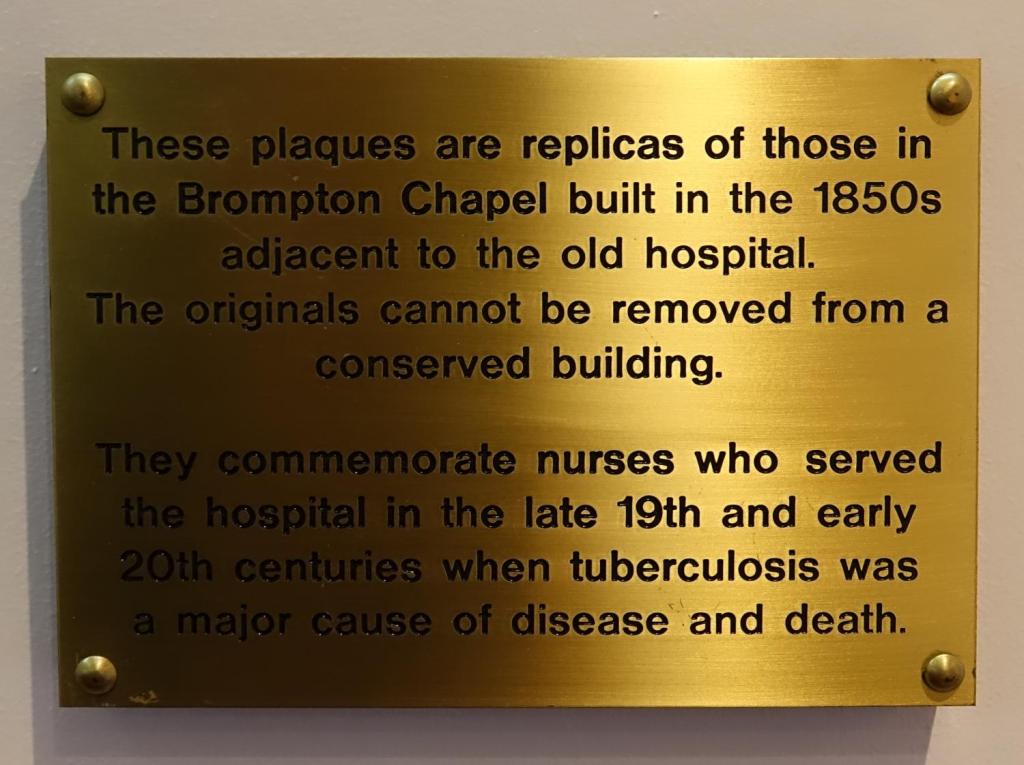 These plaques are replicas of those in
the Brompton Chapel built in the 1850s
adjacent to the old hospital.
The originals cannot be removed from a
conserved building.
They commemorate nurses who served
the hospital in the late 19th and early
20th centuries when tuberculosis was
a major cause of disease and death.